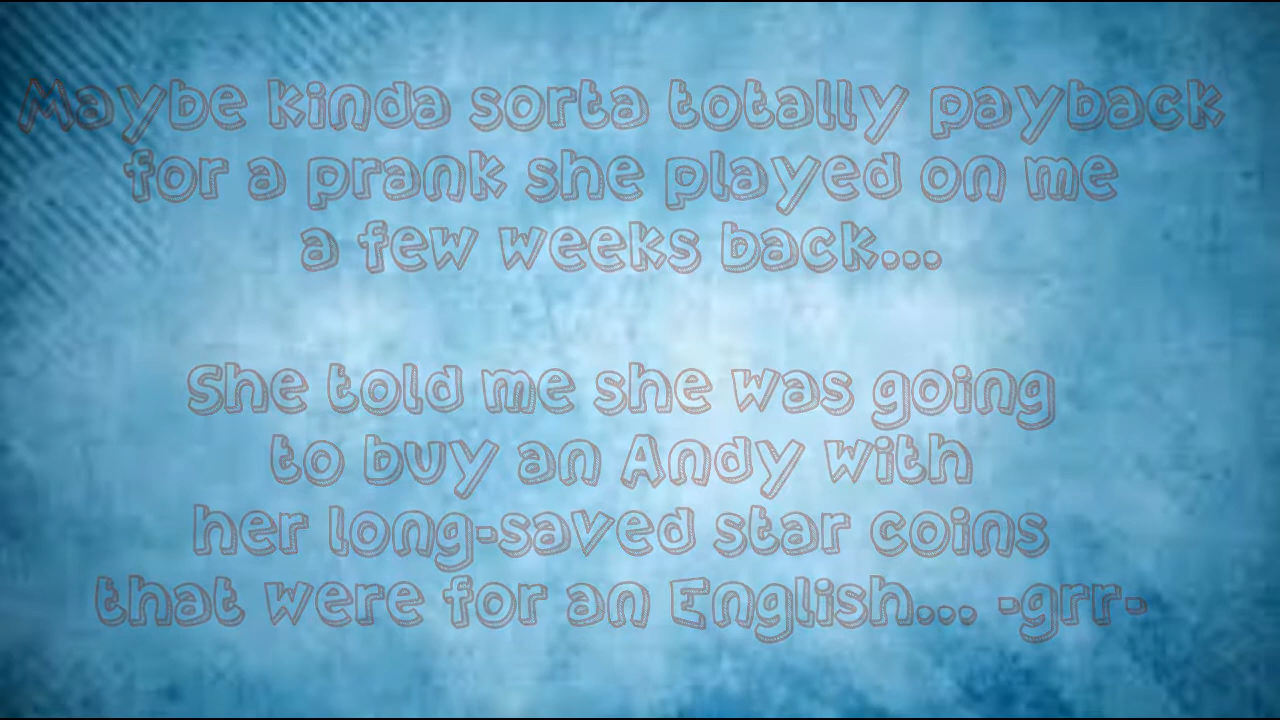 Maybe kinda sorta totally payback
for a prank she played on me
a few weeks back...
She told me she was going
to buy an Andy with
her long-saved star coins
that were for an English... -grr-